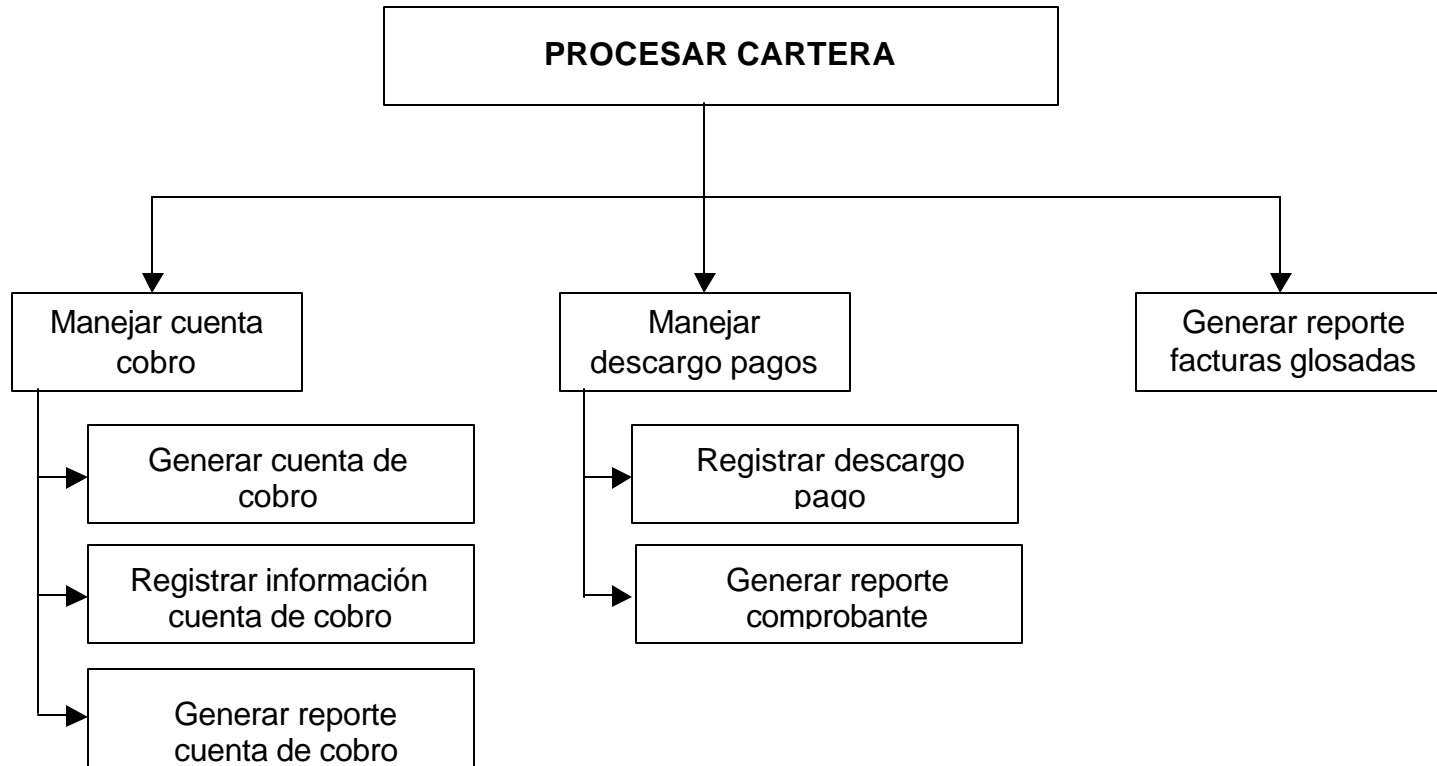 PROCESAR CARTERA
Manejar cuenta
cobro
Manejar
descargo pagos
Generar reporte
facturas glosadas
Generar cuenta de
cobro
Registrar información
cuenta de cobro
Generar reporte
cuenta de cobro
Registrar descargo
pago
Generar reporte
comprobante